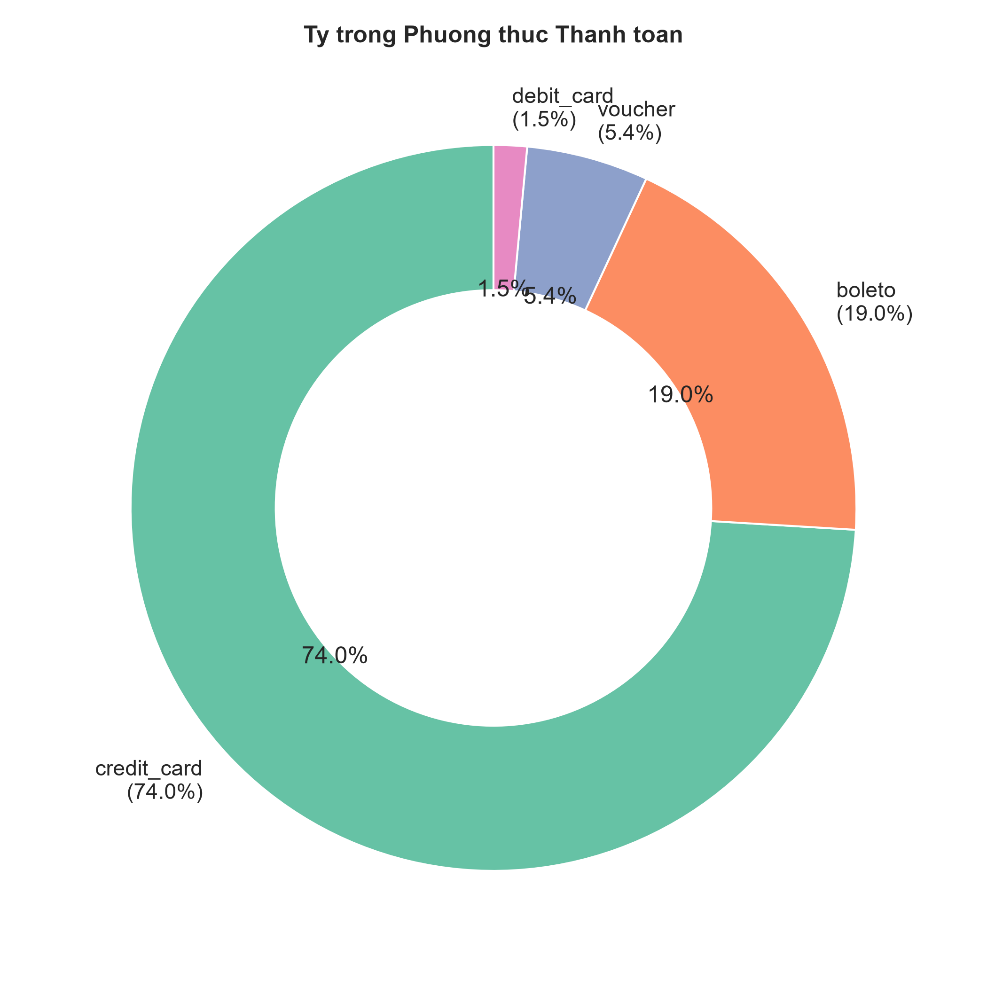 Ty trong Phuong thuc Thanh toan
debit_card
(1.5%)
voucher
(5.4%)
boleto
(19.0%)
1.5%
5.4%
19.0%
74.0%
credit_card
(74.0%)